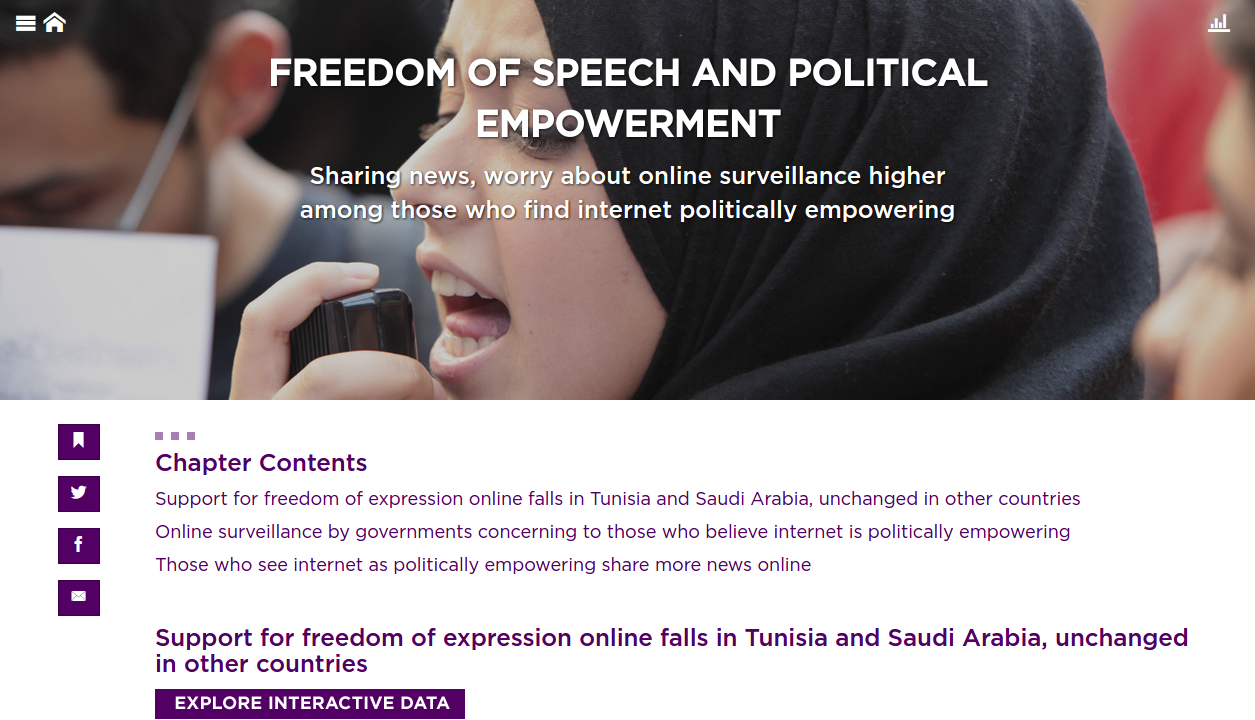 FREEDOM OF SPEECH AND POLITICAL
EMPOWERMENT
Sharing news, worry about online surveillance higher
among those who find internet politically empowering
Chapter Contents
Support for freedom of expression online falls in Tunisia and Saudi Arabia, unchanged in other countries
Online surveillance by governments concerning to those who believe internet is politically empowering
Those who see internet as politically empowering share more news online
Support for freedom of expression online falls in Tunisia and Saudi Arabia, unchanged
in other countries
EXPLORE INTERACTIVE DATA